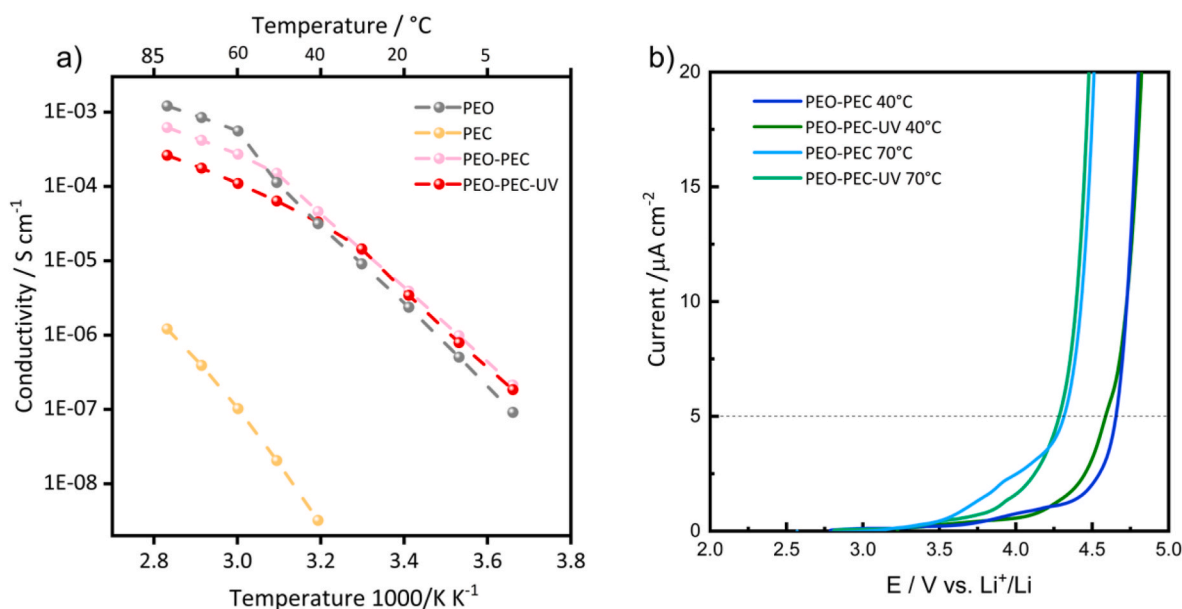 a)
Temperature / °C
85 60 40 20 5
Conductivity / S cm⁻¹
1E-03
1E-04
1E-05
1E-06
1E-07
1E-08
PEO
PEC
PEO-PEC
PEO-PEC-UV
2.8 3.0 3.2 3.4 3.6 3.8
Temperature 1000/K K⁻¹
b)
Current /µA cm⁻²
20
15
10
5
0
PEO-PEC 40°C
PEO-PEC-UV 40°C
PEO-PEC 70°C
PEO-PEC-UV 70°C
2.0 2.5 3.0 3.5 4.0 4.5 5.0
E / V vs. Li⁺/Li